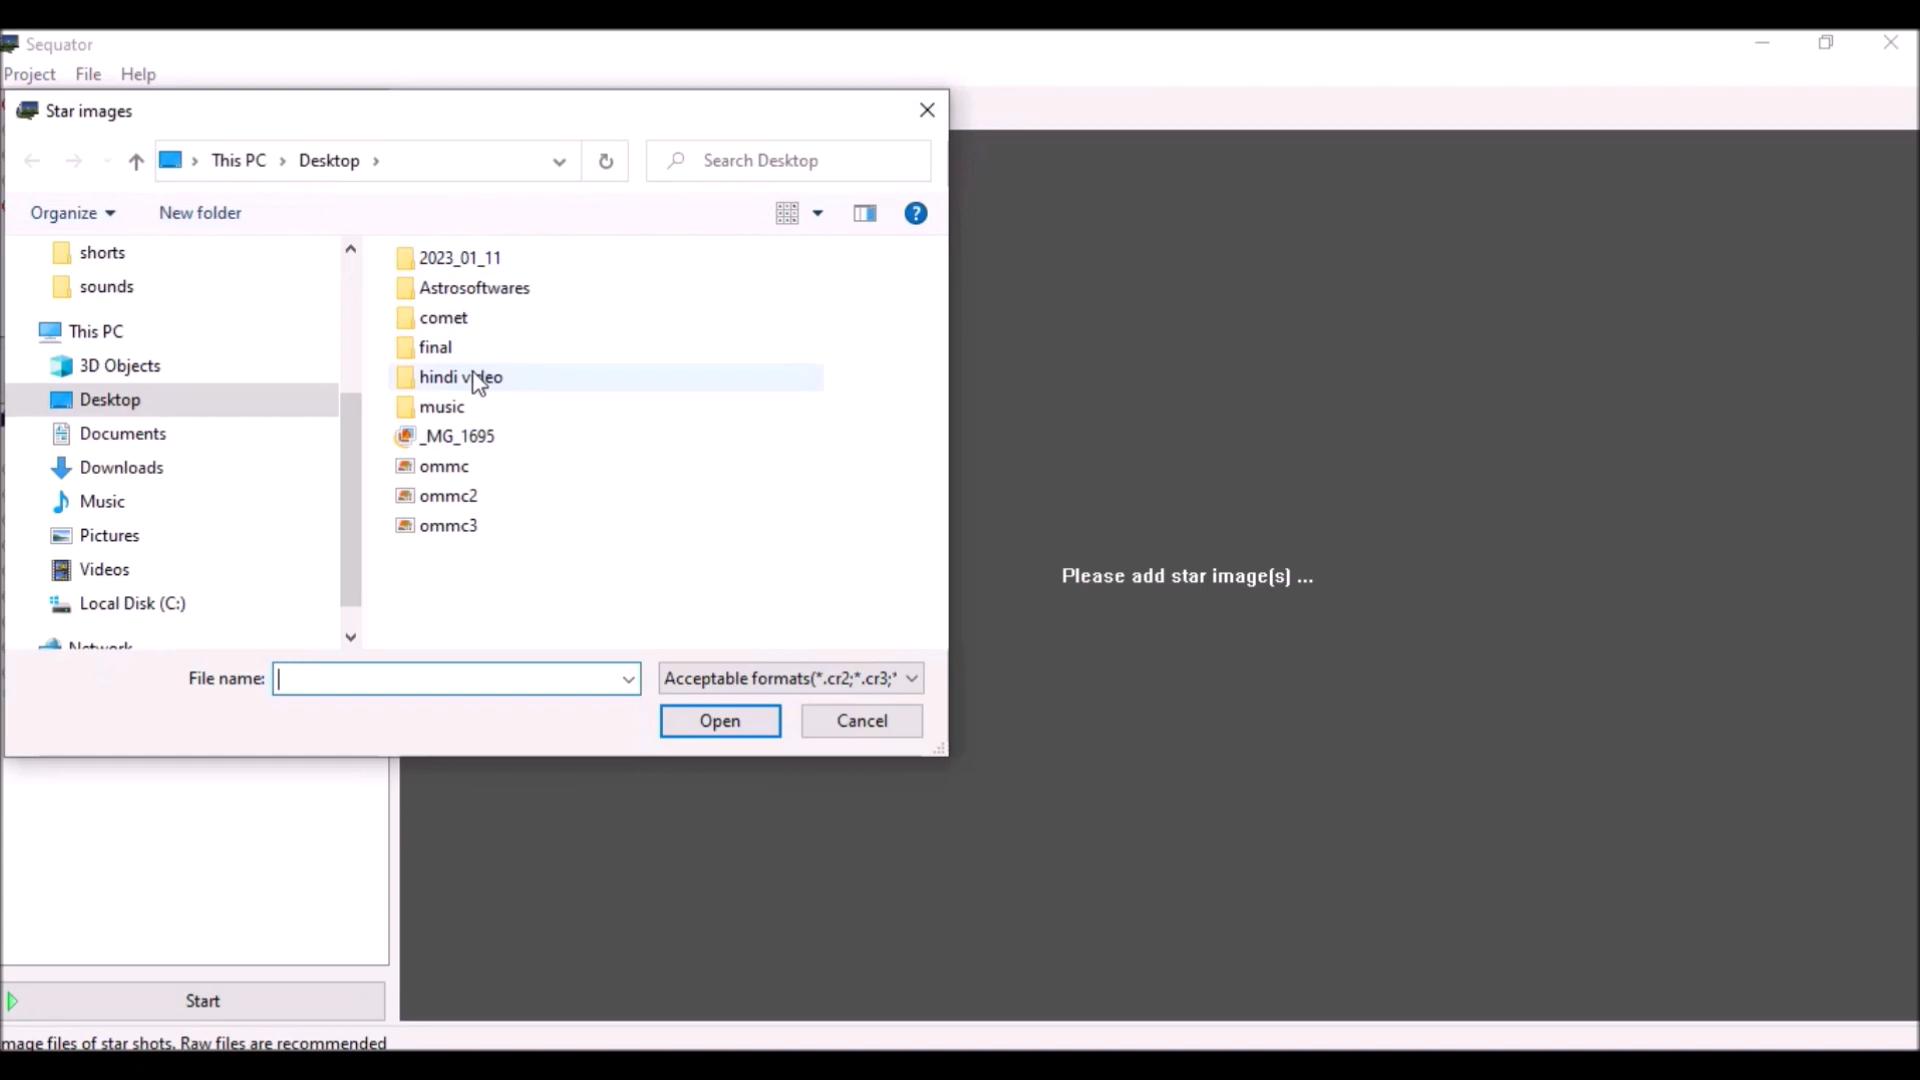 Sequator
Project File Help
Star images
This PC Desktop
Search Desktop
Organize New folder
shorts
sounds
This PC
3D Objects
Desktop
Documents
Downloads
Music
Pictures
Videos
Local Disk (C:)
Network
2023_01_11
Astrosoftwares
comet
final
hindi video
music
_MG_1695
ommc
ommc2
ommc3
File name:
Acceptable formats(*.cr2;*.cr3;*
Open Cancel
Please add star image(s) ...
Start
mage files of star shots. Raw files are recommended